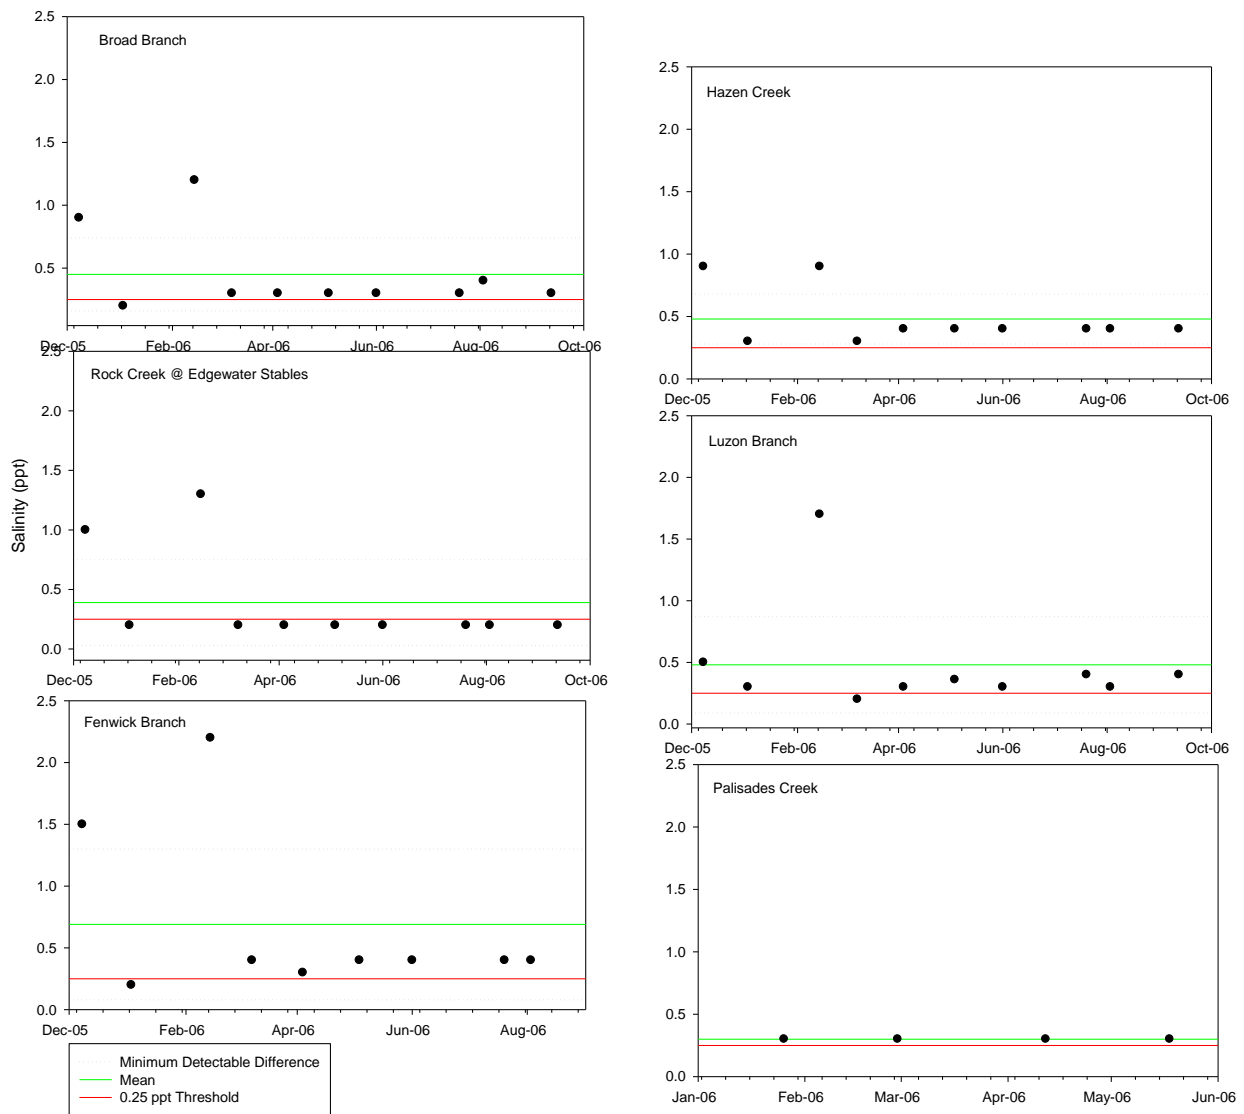 2.5
Broad Branch
2.0
1.5
1.0
0.5
Dec-05 Feb-06 Apr-06 Jun-06 Aug-06 Oct-06
2.5
Rock Creek @ Edgewater Stables
2.0
1.5
1.0
0.5
0.0
Dec-05 Feb-06 Apr-06 Jun-06 Aug-06 Oct-06
Salinity (ppt)
2.5
Fenwick Branch
2.0
1.5
1.0
0.5
0.0
Dec-05 Feb-06 Apr-06 Jun-06 Aug-06
Minimum Detectable Difference
Mean
0.25 ppt Threshold
2.5
Hazen Creek
2.0
1.5
1.0
0.5
0.0
Dec-05 Feb-06 Apr-06 Jun-06 Aug-06 Oct-06
2.5
Luzon Branch
2.0
1.5
1.0
0.5
0.0
Dec-05 Feb-06 Apr-06 Jun-06 Aug-06 Oct-06
2.5
Palisades Creek
2.0
1.5
1.0
0.5
0.0
Jan-06 Feb-06 Mar-06 Apr-06 May-06 Jun-06